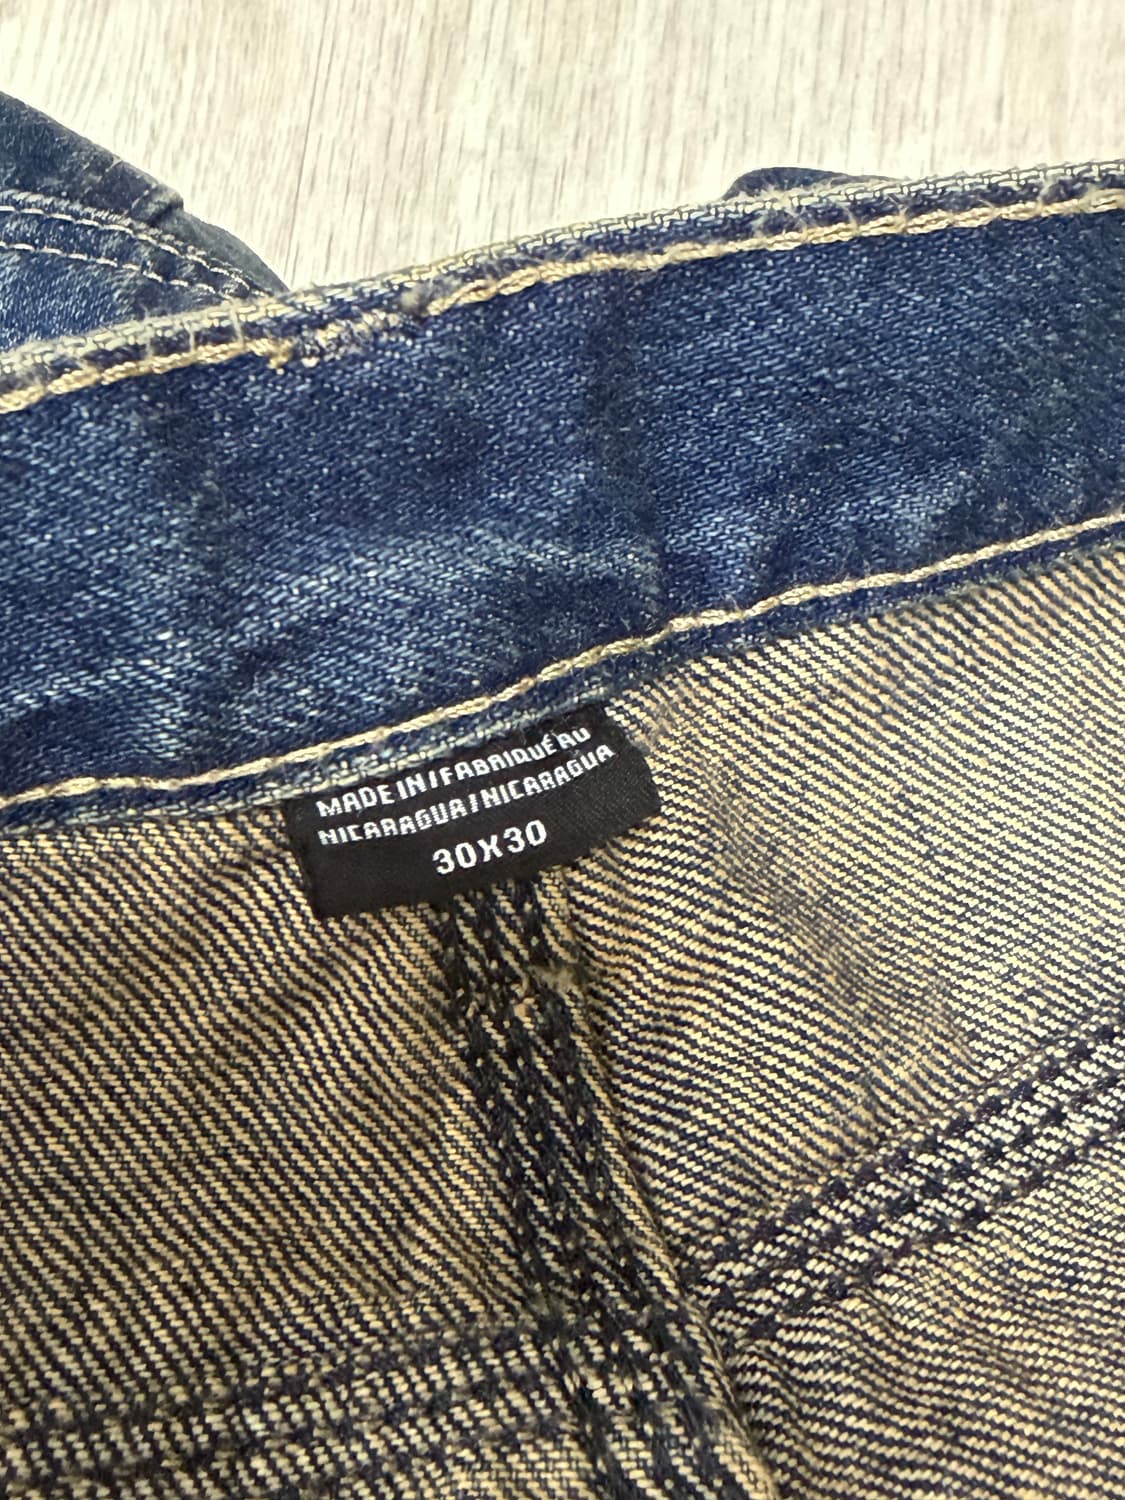 MADE IN / FABRIQUÉ AU
NICARAGUA / NICARAGUA
30X30